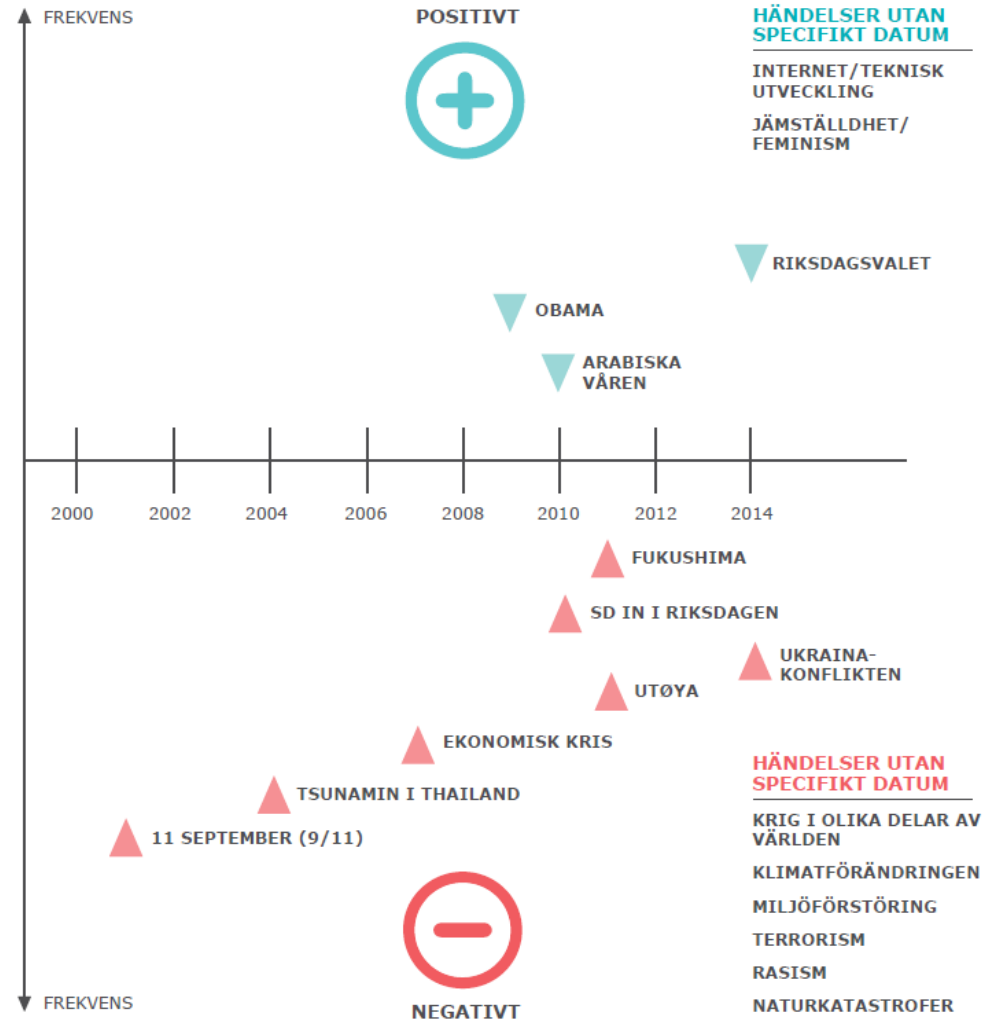 FREKVENS
POSITIVT
HÄNDELSER UTAN
SPECIFIKT DATUM
INTERNET/TEKNISK
UTVECKLING
JÄMSTÄLLDHET/
FEMINISM
RIKSDAGSVALET
OBAMA
ARABISKA
VÅREN
2000 2002 2004 2006 2008 2010 2012 2014
FUKUSHIMA
SD IN I RIKSDAGEN
UKRAINA-
KONFLIKTEN
UTØYA
EKONOMISK KRIS
TSUNAMIN I THAILAND
11 SEPTEMBER (9/11)
HÄNDELSER UTAN
SPECIFIKT DATUM
KRIG I OLIKA DELAR AV
VÄRLDEN
KLIMATFÖRÄNDRINGEN
MILJÖFÖRSTÖRING
TERRORISM
RASISM
NATURKATASTROFER
FREKVENS
NEGATIVT